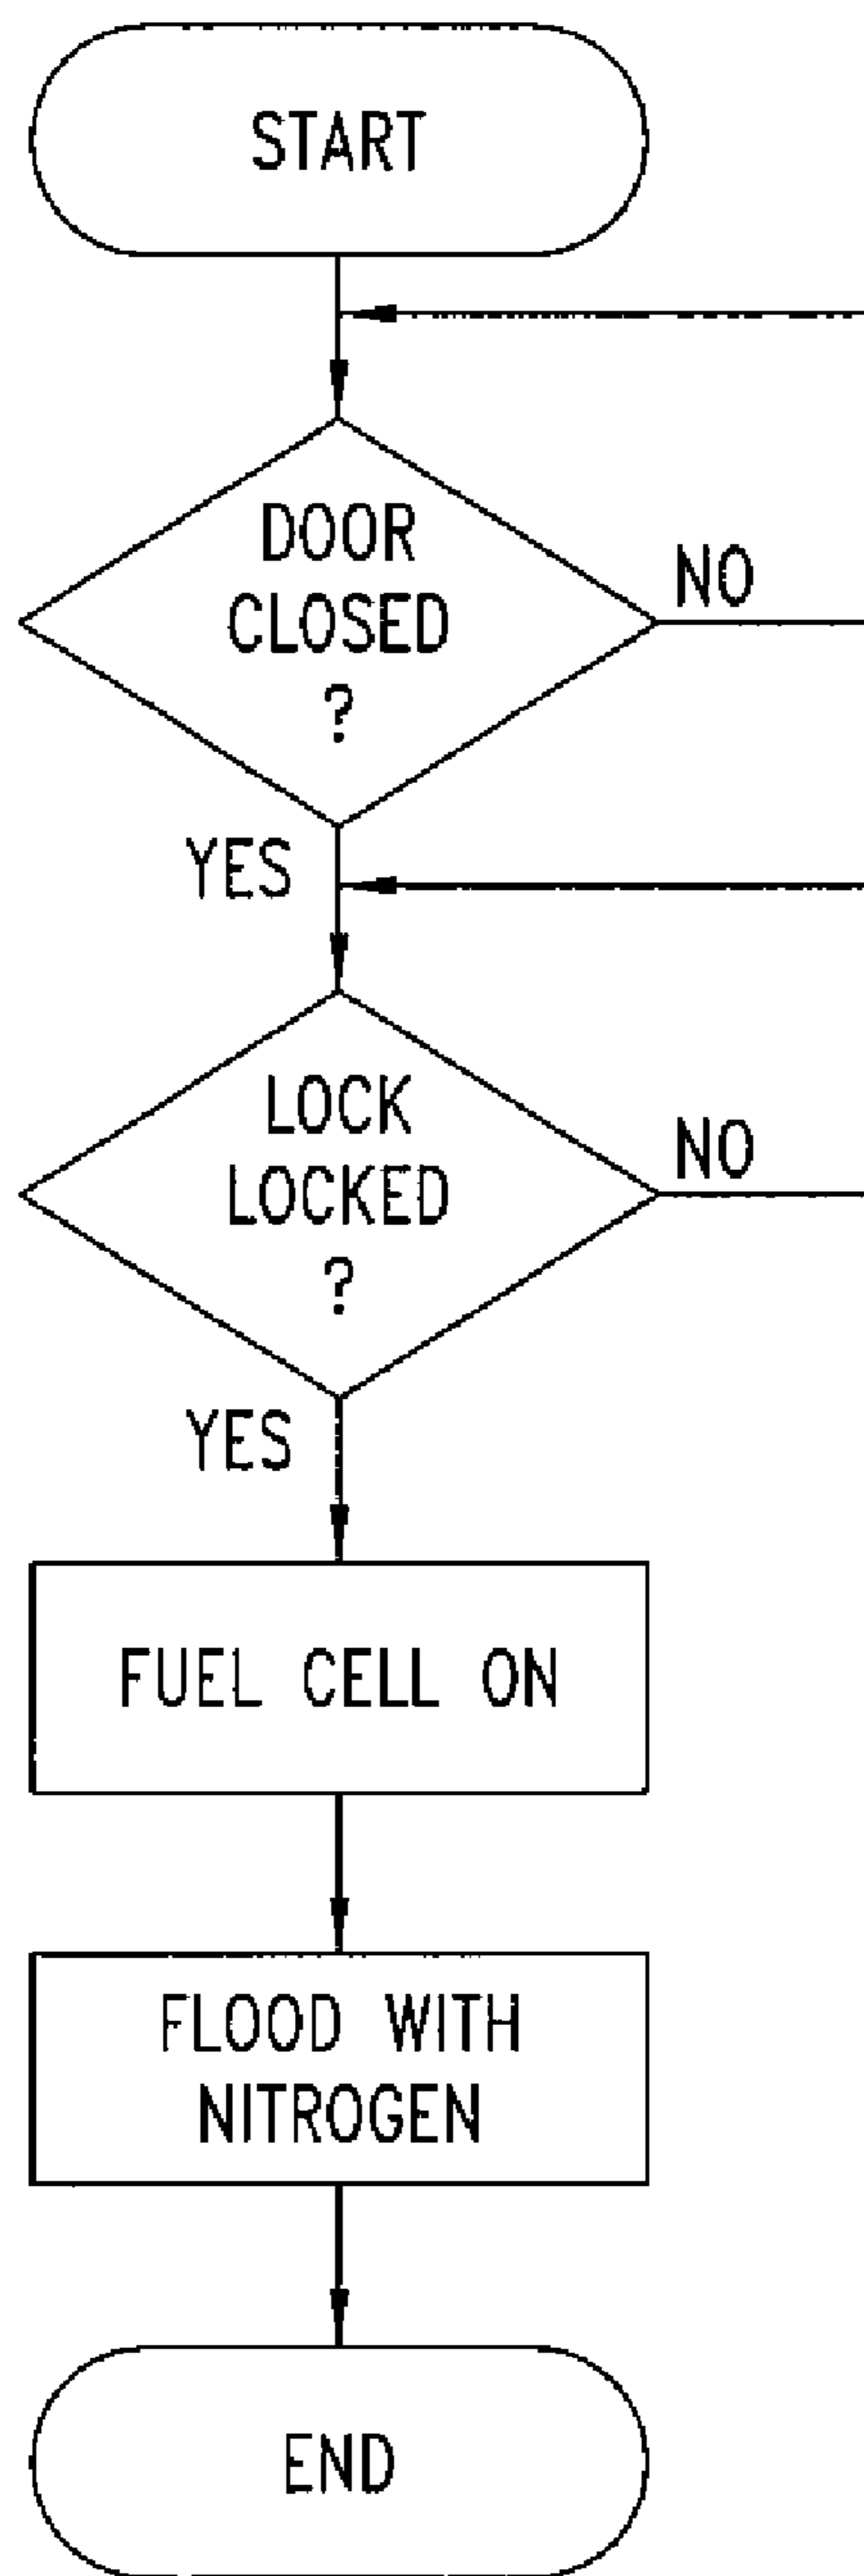 START
DOOR
CLOSED
?
NO
YES
LOCK
LOCKED
?
NO
YES
FUEL CELL ON
FLOOD WITH
NITROGEN
END